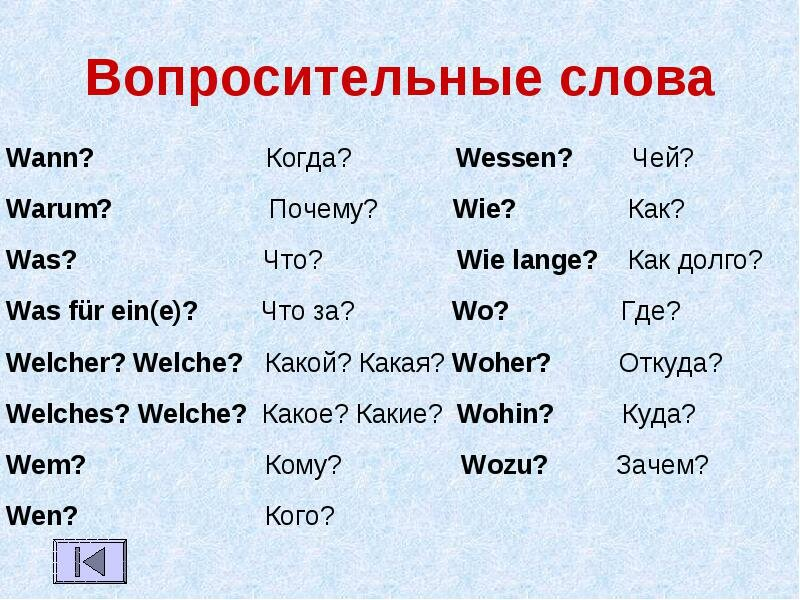 Вопросительные слова
Wann? Когда? Wessen? Чей?
Warum? Почему? Wie? Как?
Was? Что? Wie lange? Как долго?
Was für ein(e)? Что за? Wo? Где?
Welcher? Welche? Какой? Какая? Woher? Откуда?
Welches? Welche? Какое? Какие? Wohin? Куда?
Wem? Кому? Wozu? Зачем?
Wen? Кого?